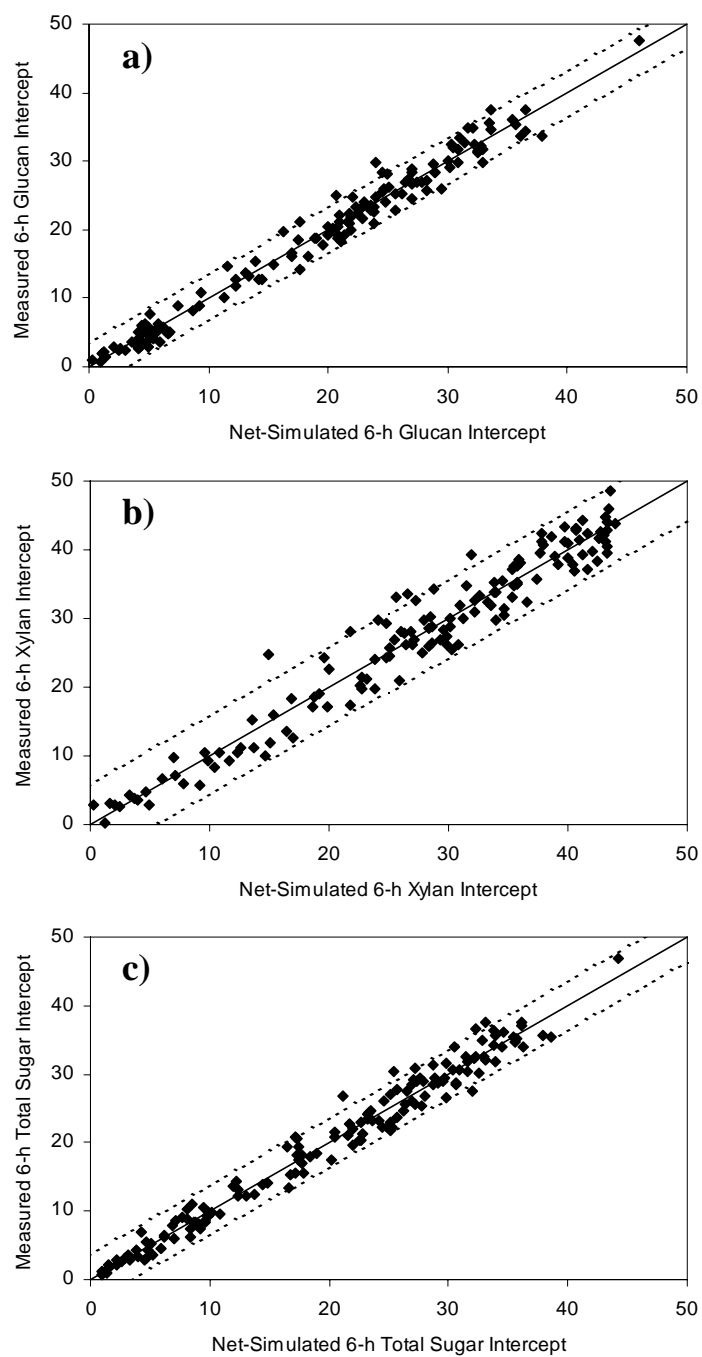 a)
50
40
30
20
10
0
Measured 6-h Glucan Intercept
0 10 20 30 40 50
Net-Simulated 6-h Glucan Intercept
b)
50
40
30
20
10
0
Measured 6-h Xylan Intercept
0 10 20 30 40 50
Net-Simulated 6-h Xylan Intercept
c)
50
40
30
20
10
0
Measured 6-h Total Sugar Intercept
0 10 20 30 40 50
Net-Simulated 6-h Total Sugar Intercept